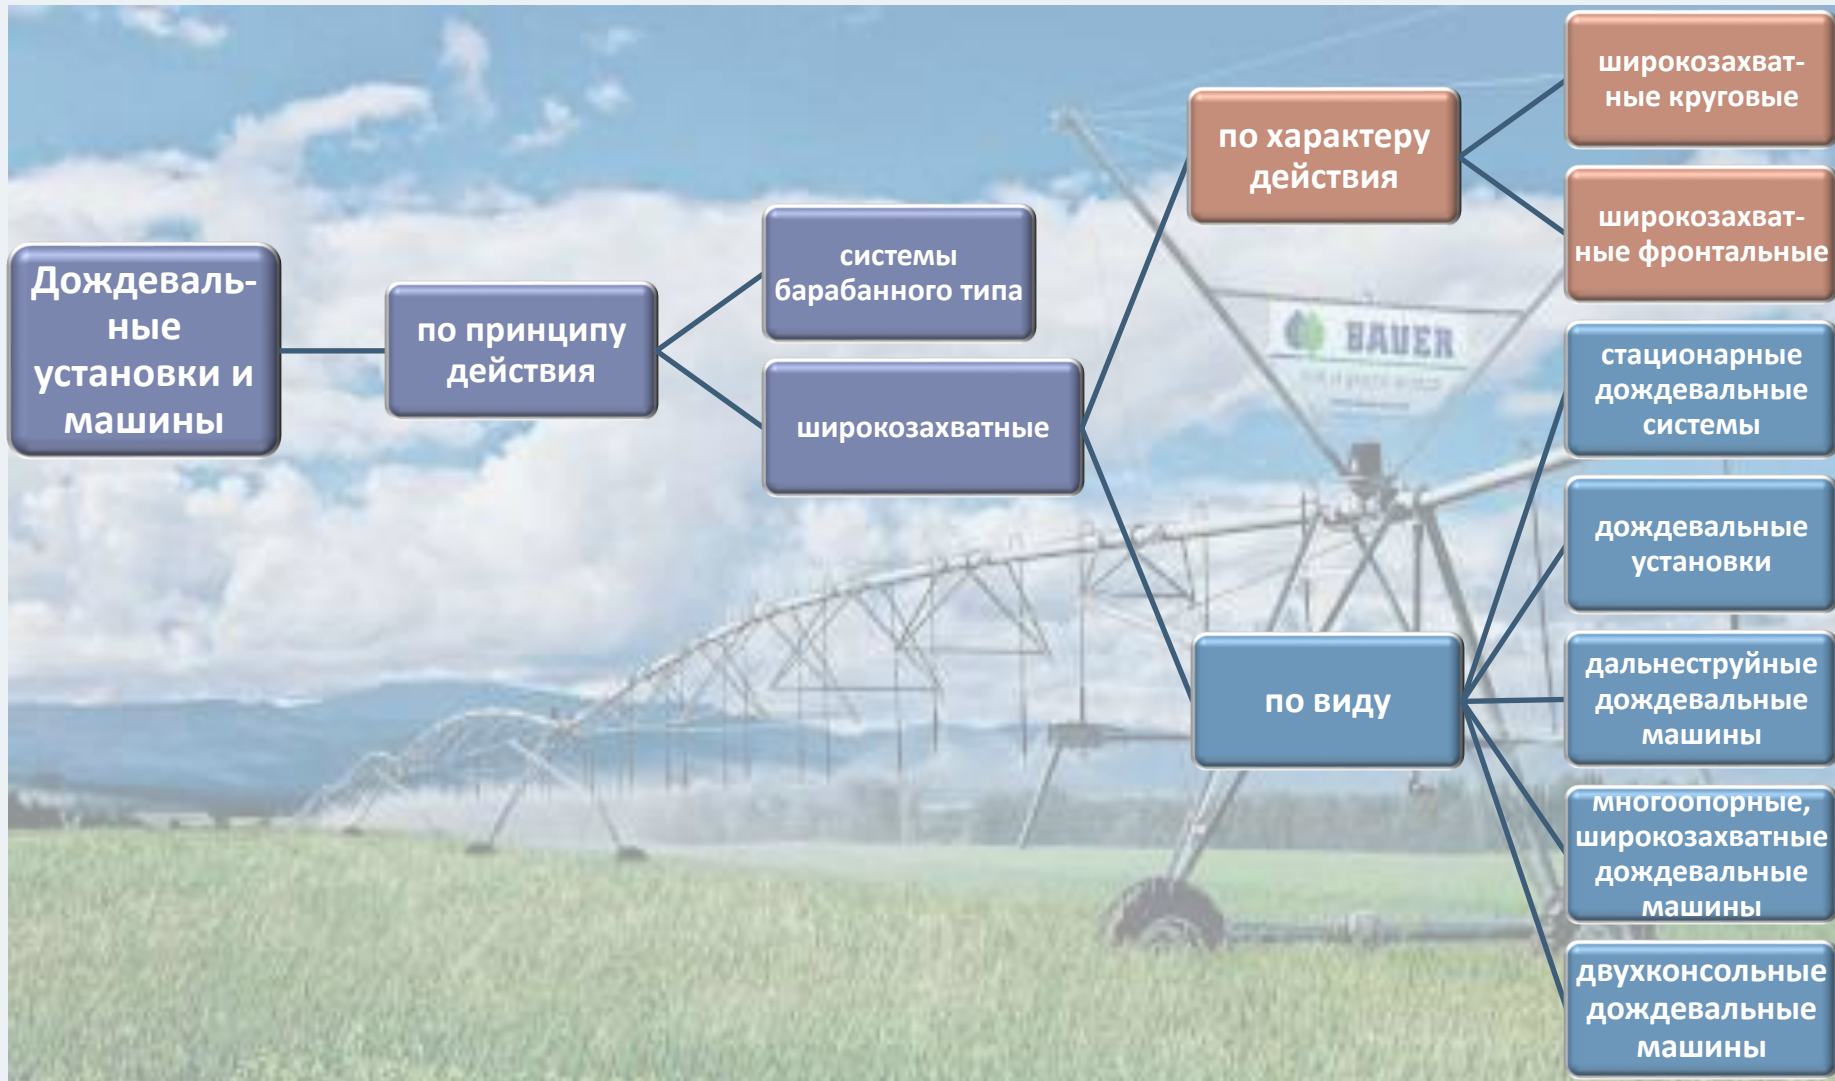 Дождеваль-
ные
установки и
машины
по принципу
действия
системы
барабанного типа
широкозахватные
по характеру
действия
широкозахват-
ные круговые
широкозахват-
ные фронтальные
по виду
стационарные
дождевальные
системы
дождевальные
установки
дальнеструйные
дождевальные
машины
многоопорные,
широкозахватные
дождевальные
машины
двухконсольные
дождевальные
машины
BAUER